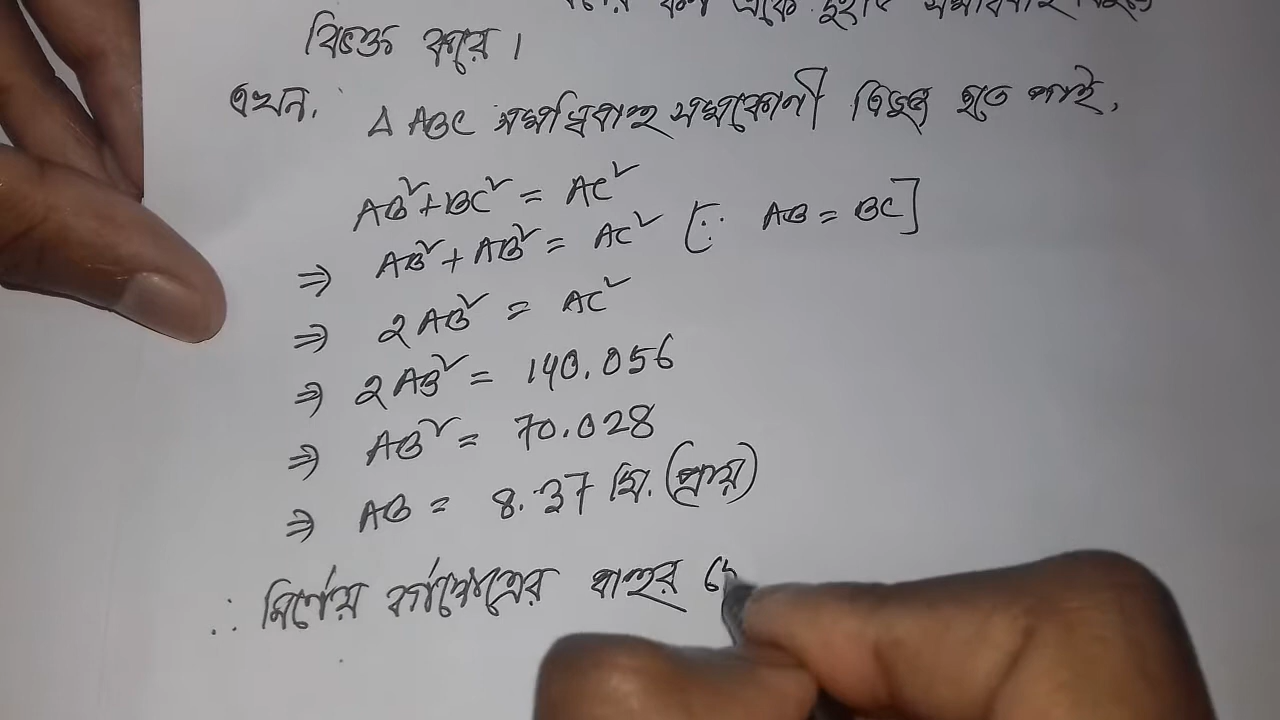 বিভক্ত করে।
এখন, Δ ABC সমদ্বিবাহু সমকোণী ত্রিভুজ হতে পাই,
AB² + BC² = AC²
⇒ AB² + AB² = AC² [∵ AB = BC]
⇒ 2AB² = AC²
⇒ 2AB² = 140.056
⇒ AB² = 70.028
⇒ AB = 8.37 মি. (প্রায়)
∴ নির্ণেয় বর্গক্ষেত্রের বাহুর